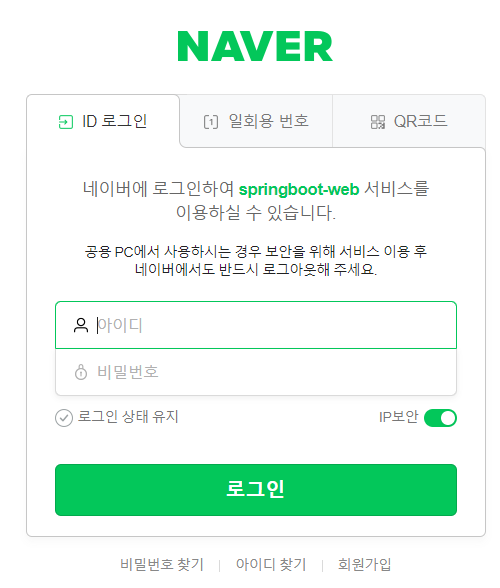 NAVER
ID 로그인
일회용 번호
QR코드
네이버에 로그인하여 springboot-web 서비스를
이용하실 수 있습니다.
공용 PC에서 사용하시는 경우 보안을 위해 서비스 이용 후
네이버에서도 반드시 로그아웃해 주세요.
아이디
비밀번호
로그인 상태 유지
IP보안
로그인
비밀번호 찾기 | 아이디 찾기 | 회원가입